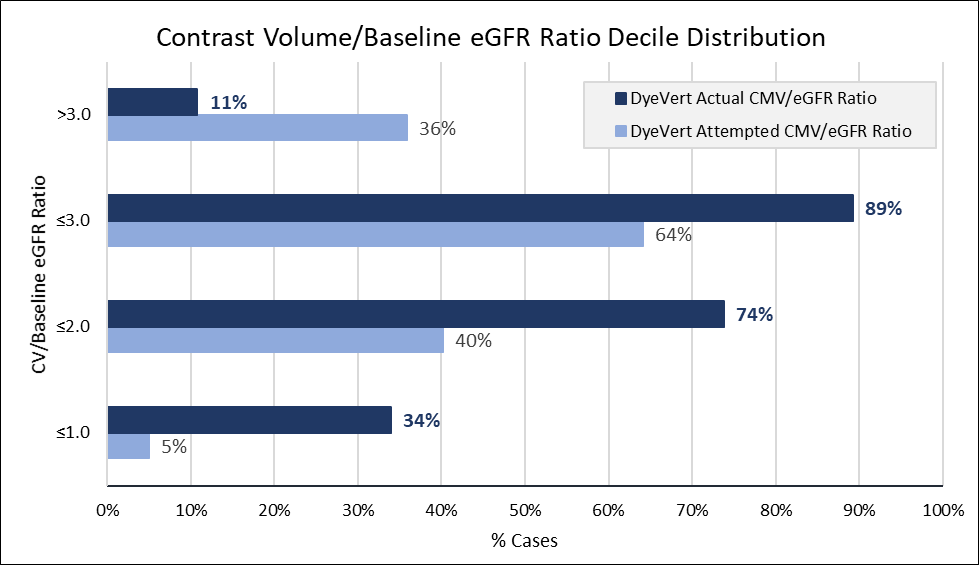 Contrast Volume/Baseline eGFR Ratio Decile Distribution
DyeVert Actual CMV/eGFR Ratio
DyeVert Attempted CMV/eGFR Ratio
CV/Baseline eGFR Ratio
>3.0
11%
36%
≤3.0
89%
64%
≤2.0
74%
40%
≤1.0
34%
5%
0% 10% 20% 30% 40% 50% 60% 70% 80% 90% 100%
% Cases